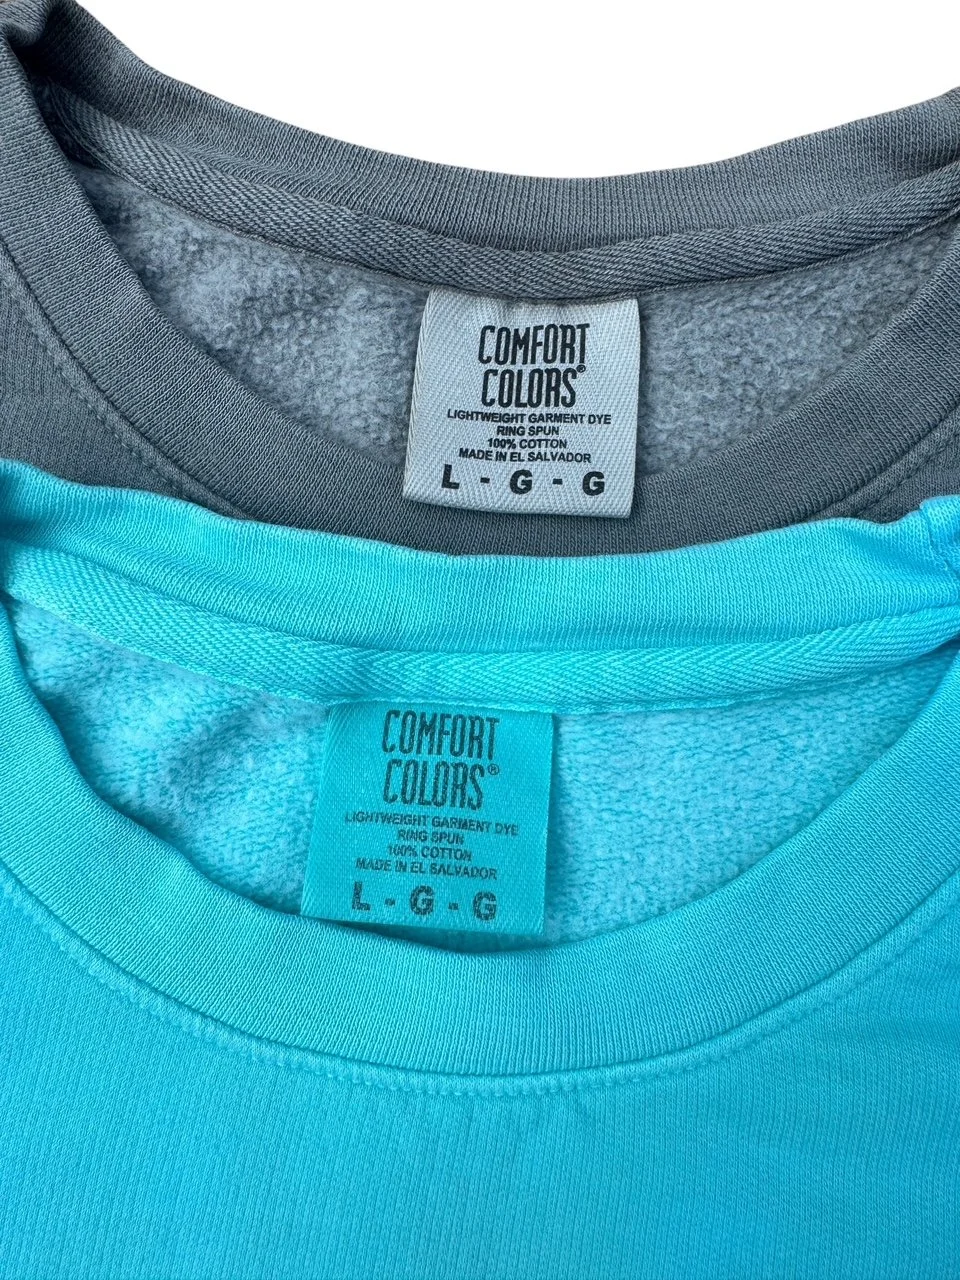 COMFORT
COLORS®
LIGHTWEIGHT GARMENT DYE
RING SPUN
100% COTTON
MADE IN EL SALVADOR
L - G - G
COMFORT
COLORS®
LIGHTWEIGHT GARMENT DYE
RING SPUN
100% COTTON
MADE IN EL SALVADOR
L - G - G